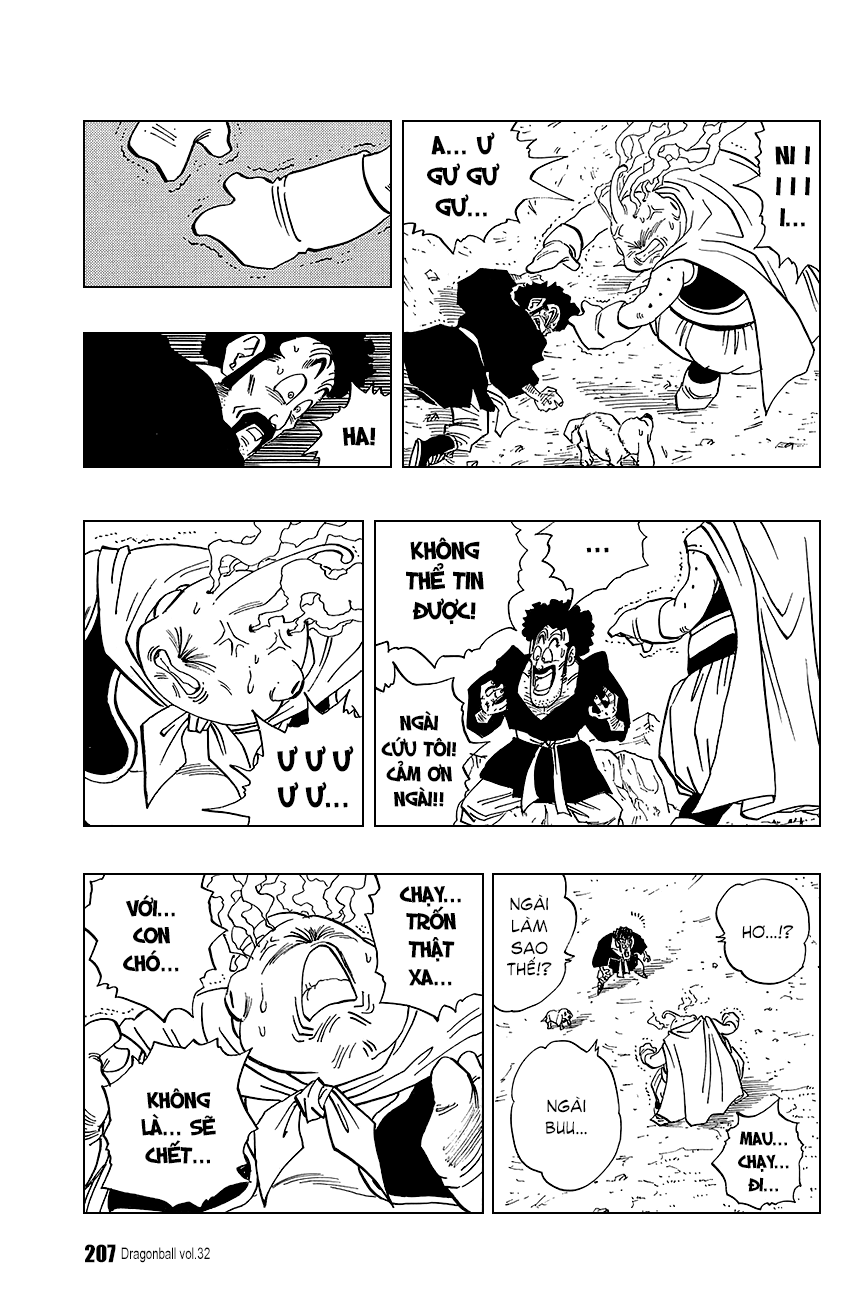 NI I
I I I
I...
A... Ư
GƯ GƯ
GƯ...
HA!
...
KHÔNG
THỂ TIN
ĐƯỢC!
NGÀI
CỨU TÔI!
CẢM ƠN
NGÀI!!
Ư Ư Ư
Ư Ư...
HƠ...!?
NGÀI
LÀM
SAO
THẾ!?
NGÀI
BUU...
MAU...
CHẠY...
ĐI...
CHẠY...
TRỐN
THẬT
XA...
VỚI...
CON
CHÓ...
KHÔNG
LÀ... SẼ
CHẾT...
207 Dragonball vol.32